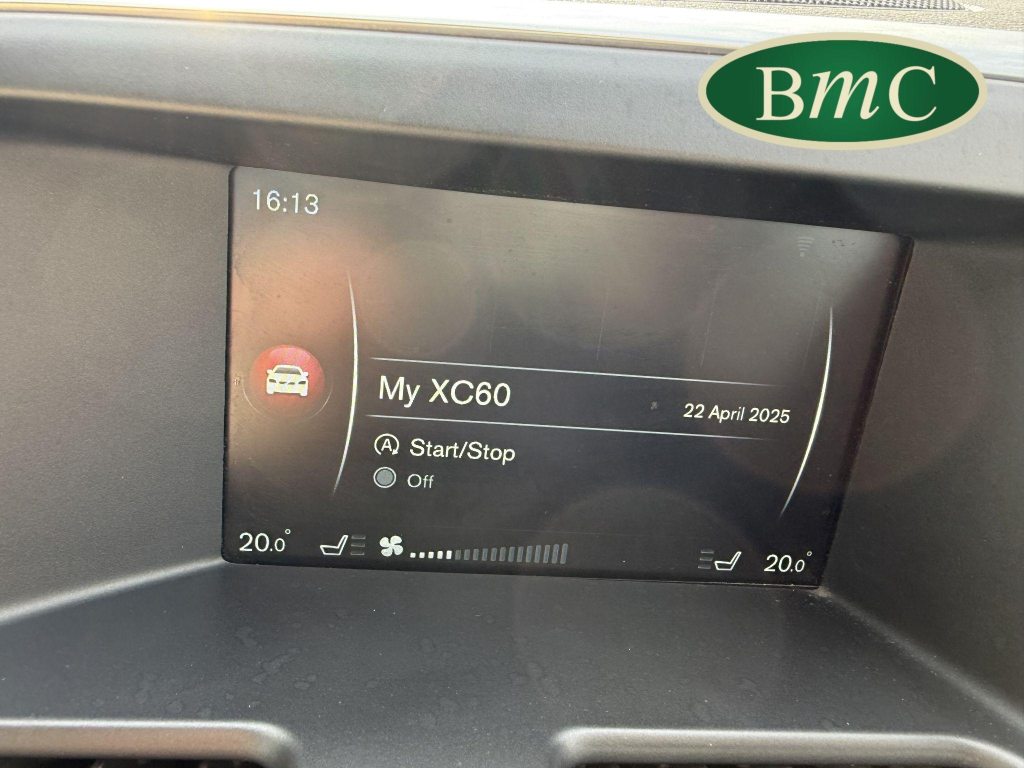 BmC
16:13
My XC60
22 April 2025
A Start/Stop
Off
20.0°
20.0°